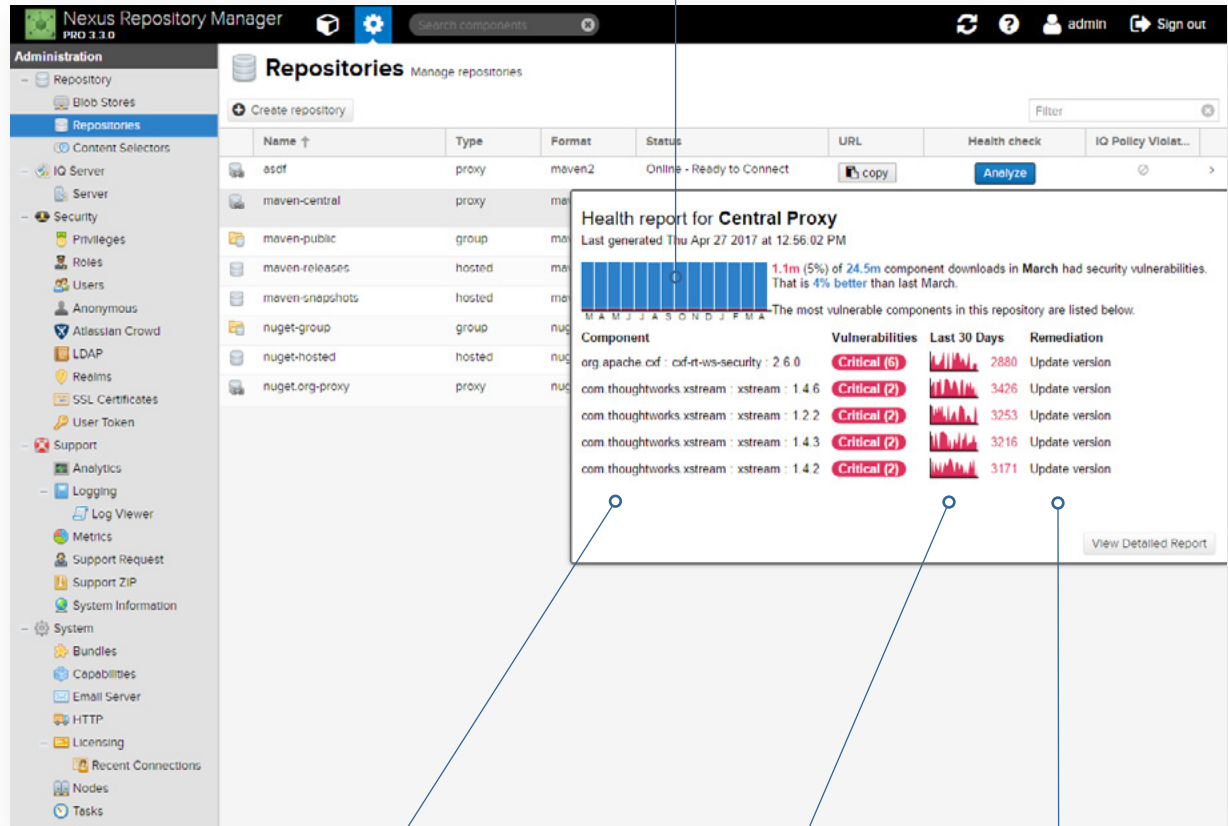 Nexus Repository Manager
PRO 3.3.0
Search components
admin
Sign out
Administration
Repository
Blob Stores
Repositories
Content Selectors
IQ Server
Server
Security
Privileges
Roles
Users
Anonymous
Atlassian Crowd
LDAP
Realms
SSL Certificates
User Token
Support
Analytics
Logging
Log Viewer
Metrics
Support Request
Support ZIP
System Information
System
Bundles
Capabilities
Email Server
HTTP
Licensing
Recent Connections
Nodes
Tasks
Repositories Manage repositories
Create repository
Filter
Name Type Format Status URL Health check IQ Policy Violat...
asdf proxy maven2 Online - Ready to Connect copy Analyze
maven-central proxy ma
maven-public group ma
maven-releases hosted ma
maven-snapshots hosted ma
nuget-group group nug
nuget-hosted hosted nug
nuget.org-proxy proxy nug
Health report for Central Proxy
Last generated Thu Apr 27 2017 at 12.56.02 PM
1.1m (5%) of 24.5m component downloads in March had security vulnerabilities.
That is 4% better than last March.
M A M J J A S O N D J F M A
The most vulnerable components in this repository are listed below.
Component Vulnerabilities Last 30 Days Remediation
org.apache.cxf : cxf-rt-ws-security : 2.6.0 Critical (6) 2880 Update version
com.thoughtworks.xstream : xstream : 1.4.6 Critical (2) 3426 Update version
com.thoughtworks.xstream : xstream : 1.2.2 Critical (2) 3253 Update version
com.thoughtworks.xstream : xstream : 1.4.3 Critical (2) 3216 Update version
com.thoughtworks.xstream : xstream : 1.4.2 Critical (2) 3171 Update version
View Detailed Report